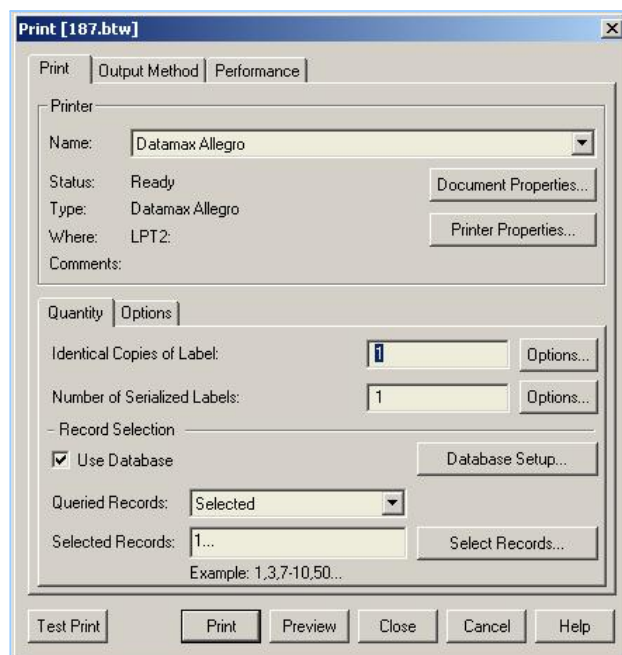 Print [187.btw]
Print Output Method Performance
Printer
Name: Datamax Allegro
Status: Ready Document Properties...
Type: Datamax Allegro
Where: LPT2: Printer Properties...
Comments:
Quantity Options
Identical Copies of Label: 1 Options...
Number of Serialized Labels: 1 Options...
Record Selection
Use Database Database Setup...
Queried Records: Selected
Selected Records: 1... Select Records...
Example: 1,3,7-10,50...
Test Print Print Preview Close Cancel Help